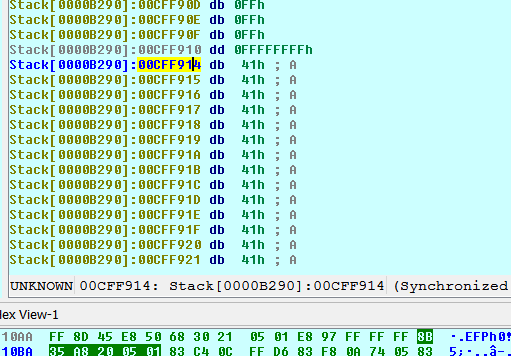 Stack[0000B290]:00CFF90D db 0FFh
Stack[0000B290]:00CFF90E db 0FFh
Stack[0000B290]:00CFF90F db 0FFh
Stack[0000B290]:00CFF910 dd 0FFFFFFFFh
Stack[0000B290]:00CFF914 db 41h ; A
Stack[0000B290]:00CFF915 db 41h ; A
Stack[0000B290]:00CFF916 db 41h ; A
Stack[0000B290]:00CFF917 db 41h ; A
Stack[0000B290]:00CFF918 db 41h ; A
Stack[0000B290]:00CFF919 db 41h ; A
Stack[0000B290]:00CFF91A db 41h ; A
Stack[0000B290]:00CFF91B db 41h ; A
Stack[0000B290]:00CFF91C db 41h ; A
Stack[0000B290]:00CFF91D db 41h ; A
Stack[0000B290]:00CFF91E db 41h ; A
Stack[0000B290]:00CFF91F db 41h ; A
Stack[0000B290]:00CFF920 db 41h ; A
Stack[0000B290]:00CFF921 db 41h ; A
UNKNOWN 00CFF914: Stack[0000B290]:00CFF914 (Synchronized
lex View-1
10AA FF 8D 45 E8 50 68 30 21 05 01 E8 97 FF FF FF 8B ·.EFPh0!
10BA 35 A8 20 05 01 83 C4 0C FF D6 83 F8 0A 74 05 83 5¿·..â-·